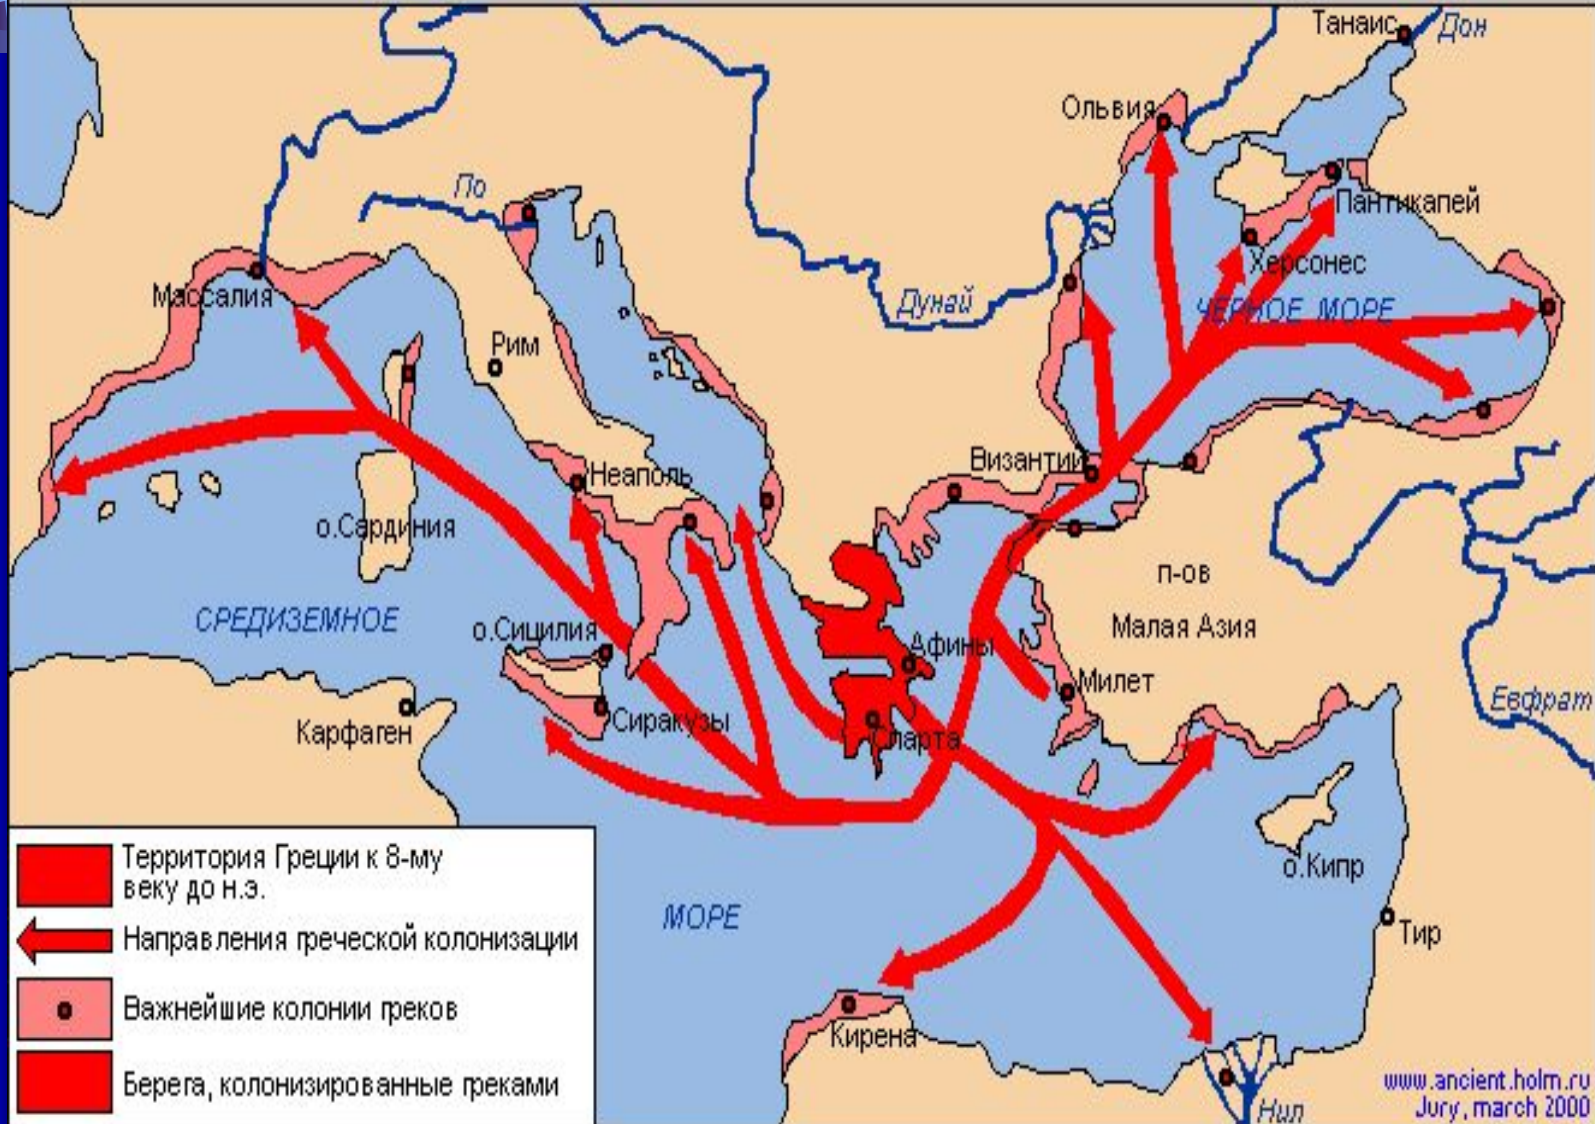 Танаис
Дон
Ольвия
По
Пантикапей
Массалия
Херсонес
Дунай
ЧЕРНОЕ МОРЕ
Рим
Византий
Неаполь
о.Сардиния
п-ов
Малая Азия
СРЕДИЗЕМНОЕ
о.Сицилия
Афины
Милет
Евфрат
Карфаген
Сиракузы
Спарта
Территория Греции к 8-му
веку до н.э.
о.Кипр
МОРЕ
Тир
Направления греческой колонизации
Важнейшие колонии греков
Кирена
Берега, колонизированные греками
www.ancient.holm.ru
Jury, march 2000
Нил